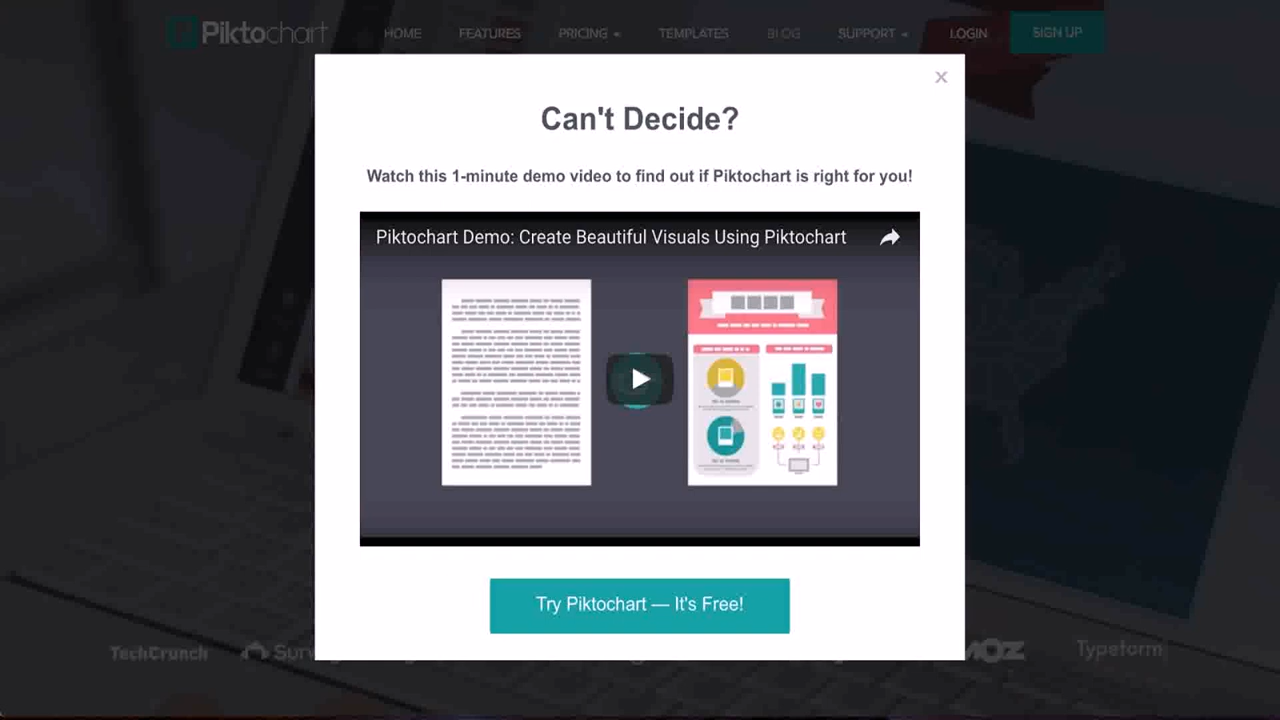 Piktochart
HOME FEATURES PRICING TEMPLATES BLOG SUPPORT LOGIN SIGN UP
×
Can't Decide?
Watch this 1-minute demo video to find out if Piktochart is right for you!
Piktochart Demo: Create Beautiful Visuals Using Piktochart
Try Piktochart — It's Free!
TechCrunch Surv MOZ Typeform